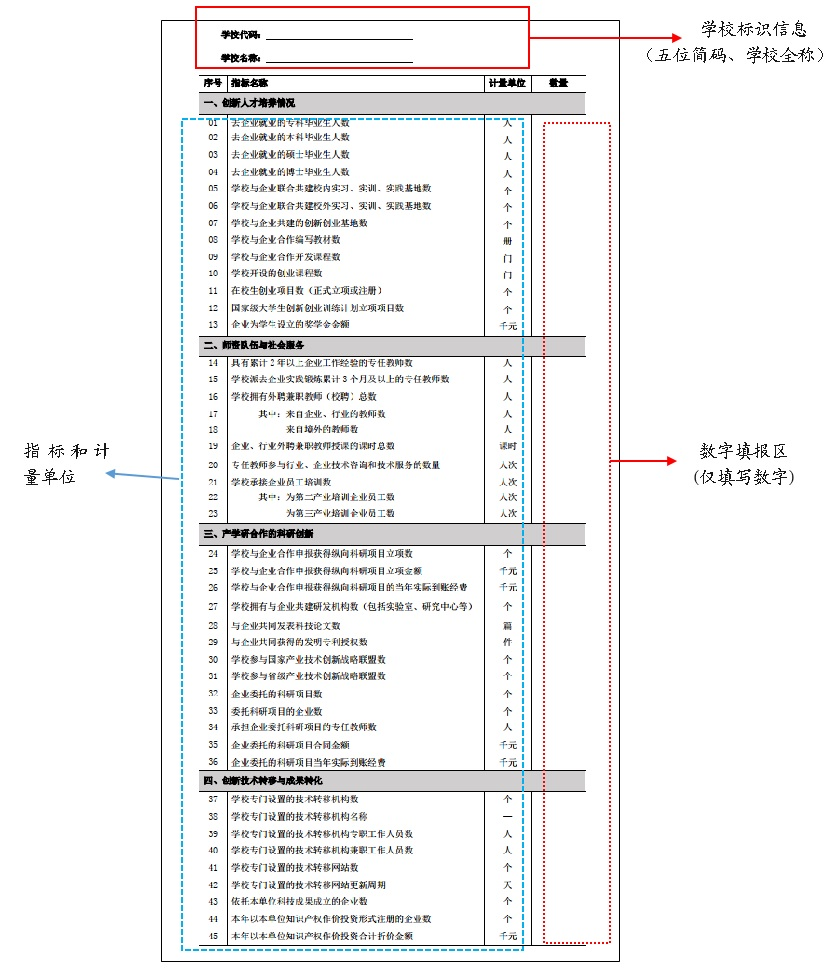 学校代码：
学校名称：
学校标识信息
（五位简码、学校全称）
序号 指标名称 计量单位 数量
一、创新人才培养情况
01 去企业就业的专科毕业生人数 人
02 去企业就业的本科毕业生人数 人
03 去企业就业的硕士毕业生人数 人
04 去企业就业的博士毕业生人数 人
05 学校与企业联合共建校内实习、实训、实践基地数 个
06 学校与企业联合共建校外实习、实训、实践基地数 个
07 学校与企业共建的创新创业基地数 个
08 学校与企业合作编写教材数 册
09 学校与企业合作开发课程数 门
10 学校开设的创业课程数 门
11 在校生创业项目数（正式立项或注册） 个
12 国家级大学生创新创业训练计划立项项目数 个
13 企业为学生设立的奖学金金额 千元
二、师资队伍与社会服务
14 具有累计2年以上企业工作经验的专任教师数 人
15 学校派去企业实践锻炼累计3个月及以上的专任教师数 人
16 学校拥有外聘兼职教师（校聘）总数 人
17 其中：来自企业、行业的教师数 人
18 来自境外的教师数 人
19 企业、行业外聘兼职教师授课的课时总数 课时
20 专任教师参与行业、企业技术咨询和技术服务的数量 人次
21 学校承接企业员工培训数 人次
22 其中：为第二产业培训企业员工数 人次
23 为第三产业培训企业员工数 人次
指标和计
量单位
数字填报区
(仅填写数字)
三、产学研合作的科研创新
24 学校与企业合作申报获得纵向科研项目立项数 个
25 学校与企业合作申报获得纵向科研项目立项金额 千元
26 学校与企业合作申报获得纵向科研项目的当年实际到账经费 千元
27 学校拥有与企业共建研发机构数（包括实验室、研究中心等） 个
28 与企业共同发表科技论文数 篇
29 与企业共同获得的发明专利授权数 件
30 学校参与国家产业技术创新战略联盟数 个
31 学校参与省级产业技术创新战略联盟数 个
32 企业委托的科研项目数 个
33 委托科研项目的企业数 个
34 承担企业委托科研项目的专任教师数 人
35 企业委托的科研项目合同金额 千元
36 企业委托的科研项目当年实际到账经费 千元
四、创新技术转移与成果转化
37 学校专门设置的技术转移机构数 个
38 学校专门设置的技术转移机构名称 —
39 学校专门设置的技术转移机构专职工作人员数 人
40 学校专门设置的技术转移机构兼职工作人员数 人
41 学校专门设置的技术转移网站数 个
42 学校专门设置的技术转移网站更新周期 天
43 依托本单位科技成果成立的企业数 个
44 本年以本单位知识产权作价投资形式注册的企业数 个
45 本年以本单位知识产权作价投资合计折价金额 千元